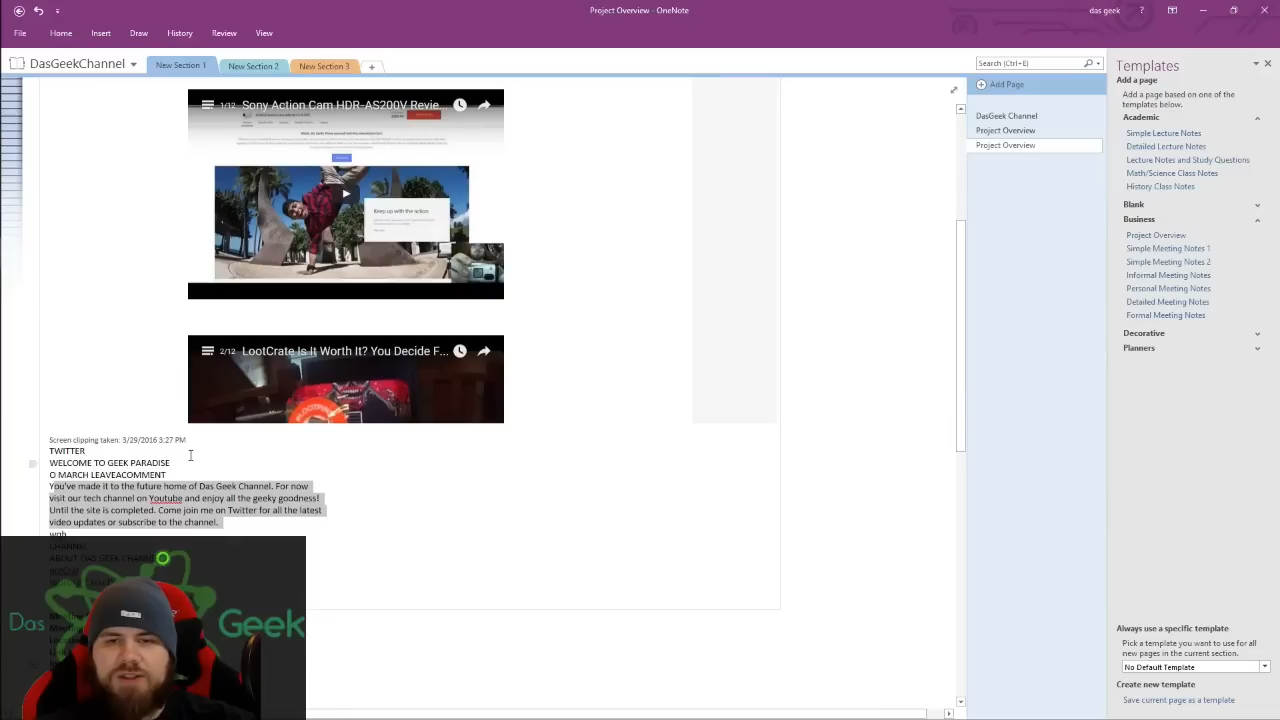 Project Overview - OneNote
das geek
?
File
Home
Insert
Draw
History
Review
View
DasGeekChannel
New Section 1
New Section 2
New Section 3
+
Search (Ctrl+E)
Add Page
DasGeek Channel
Project Overview
Project Overview
1/12 Sony Action Cam HDR-AS200V Revie...
Keep up with the action
2/12 LootCrate Is It Worth It? You Decide F...
Screen clipping taken: 3/29/2016 3:27 PM
TWITTER
WELCOME TO GEEK PARADISE
O MARCH LEAVEACOMMENT
You've made it to the future home of Das Geek Channel. For now
visit our tech channel on Youtube and enjoy all the geeky goodness!
Until the site is completed. Come join me on Twitter for all the latest
video updates or subscribe to the channel.
CHANNEL
ABOUT DAS GEEK CHANNE
Das Geek
Templates
Add a page
Add a page based on one of the
templates below.
Academic
Simple Lecture Notes
Detailed Lecture Notes
Lecture Notes and Study Questions
Math/Science Class Notes
History Class Notes
Blank
Business
Project Overview
Simple Meeting Notes 1
Simple Meeting Notes 2
Informal Meeting Notes
Personal Meeting Notes
Detailed Meeting Notes
Formal Meeting Notes
Decorative
Planners
Always use a specific template
Pick a template you want to use for all
new pages in the current section.
No Default Template
Create new template
Save current page as a template